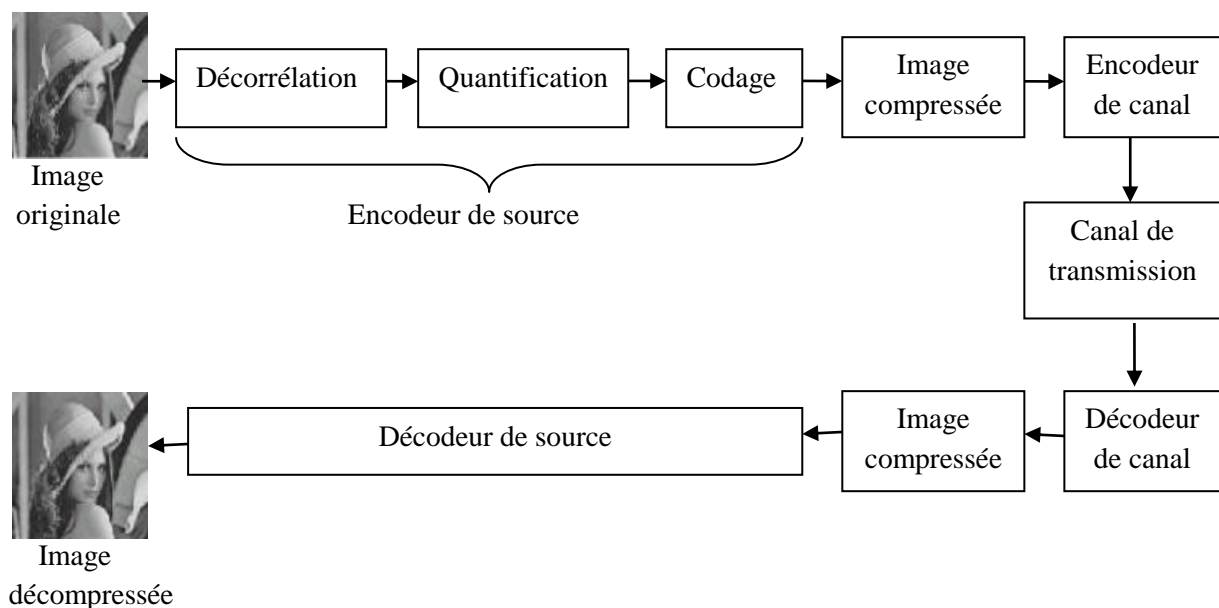 Décorrélation
Quantification
Codage
Image
compressée
Encodeur
de canal
Image
originale
Encodeur de source
Canal de
transmission
Décodeur de source
Image
compressée
Décodeur
de canal
Image
décompressée